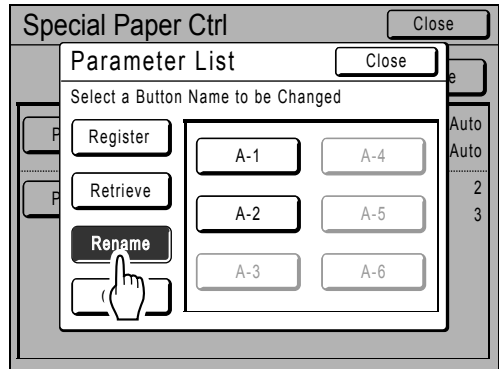 Special Paper Ctrl
Close
Parameter List
Close
Select a Button Name to be Changed
Register
A-1
A-4
Auto
Auto
Retrieve
A-2
A-5
2
3
Rename
A-3
A-6